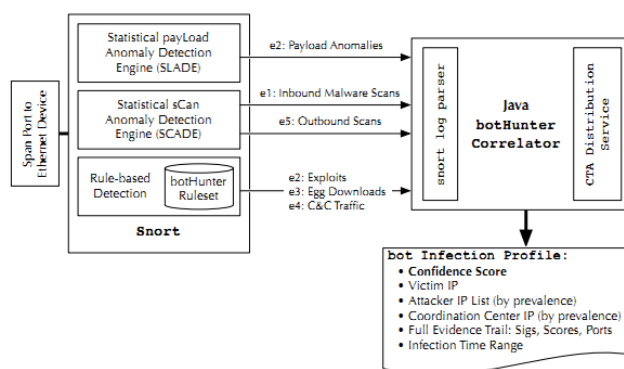 Span Port to
Ethernet Device
Statistical payLoad
Anomaly Detection
Engine (SLADE)
Statistical sCan
Anomaly Detection
Engine (SCADE)
Rule-based
Detection
botHunter
Ruleset
Snort
e2: Payload Anomalies
e1: Inbound Malware Scans
e5: Outbound Scans
e2: Exploits
e3: Egg Downloads
e4: C&C Traffic
snort log parser
Java
botHunter
Correlator
CTA Distribution
Service
bot Infection Profile:
• Confidence Score
• Victim IP
• Attacker IP List (by prevalence)
• Coordination Center IP (by prevalence)
• Full Evidence Trail: Sigs, Scores, Ports
• Infection Time Range